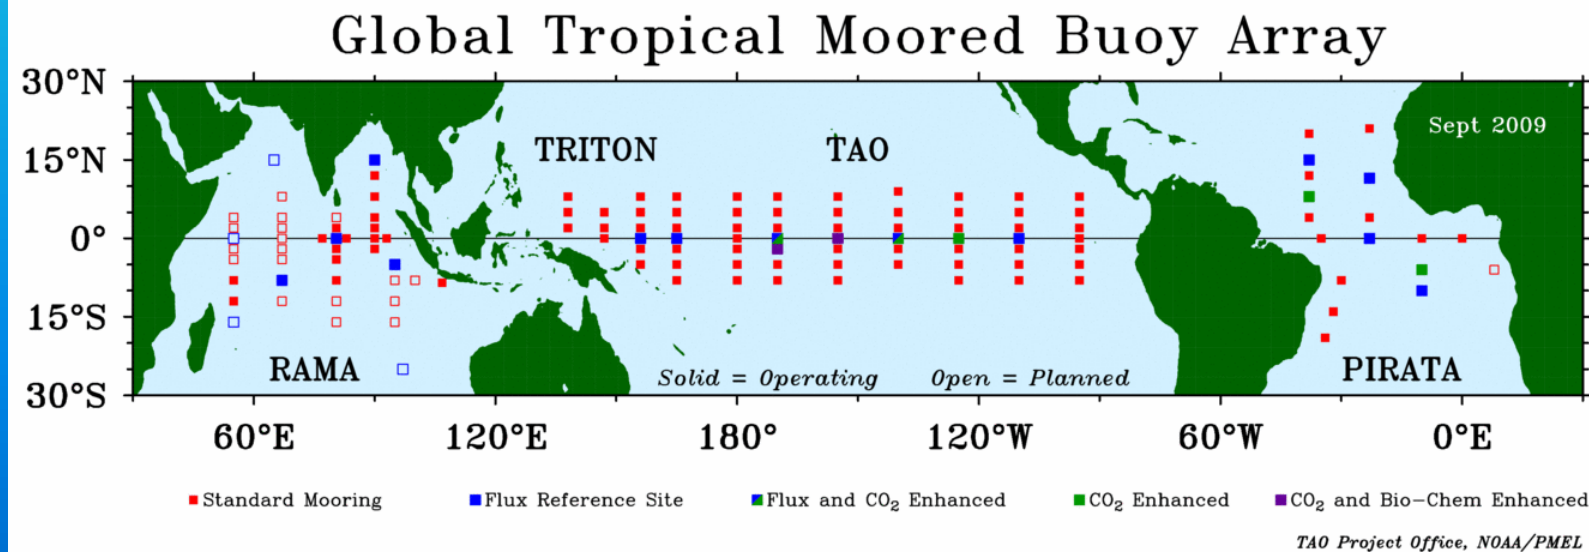 Global Tropical Moored Buoy Array
30°N
15°N
0°
15°S
30°S
Sept 2009
TRITON
TAO
RAMA
PIRATA
Solid = Operating
Open = Planned
60°E
120°E
180°
120°W
60°W
0°E
Standard Mooring
Flux Reference Site
Flux and CO₂ Enhanced
CO₂ Enhanced
CO₂ and Bio-Chem Enhanced
TAO Project Office, NOAA/PMEL